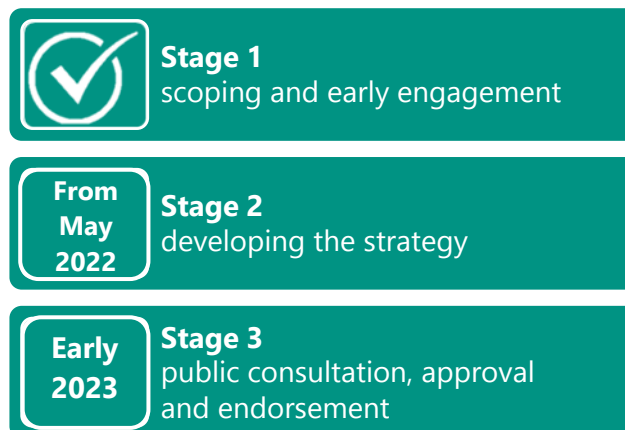 Stage 1
scoping and early engagement
From
May
2022
Stage 2
developing the strategy
Early
2023
Stage 3
public consultation, approval
and endorsement